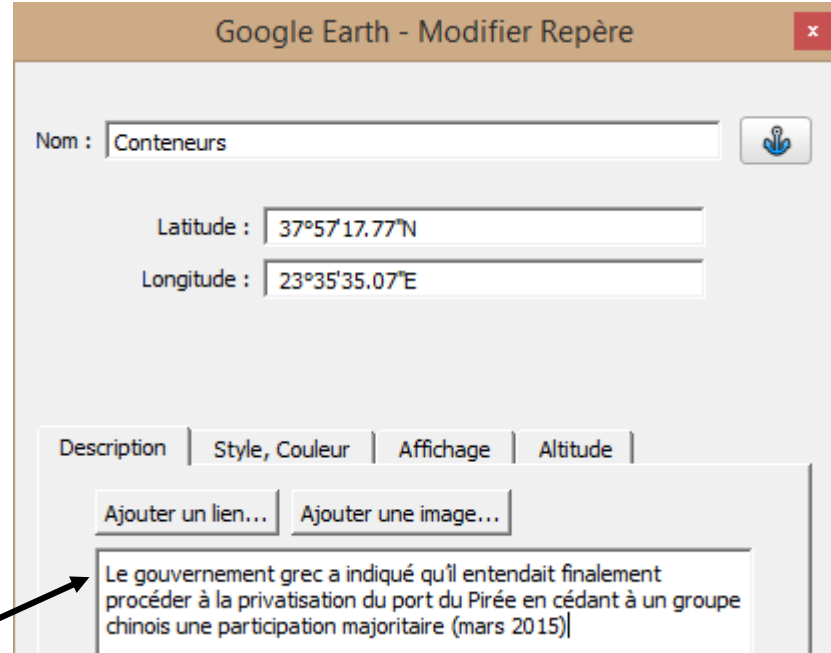 Google Earth - Modifier Repère
x
Nom : Conteneurs
Latitude : 37°57'17.77"N
Longitude : 23°35'35.07"E
Description Style, Couleur Affichage Altitude
Ajouter un lien... Ajouter une image...
Le gouvernement grec a indiqué qu'il entendait finalement
procéder à la privatisation du port du Pirée en cédant à un groupe
chinois une participation majoritaire (mars 2015)